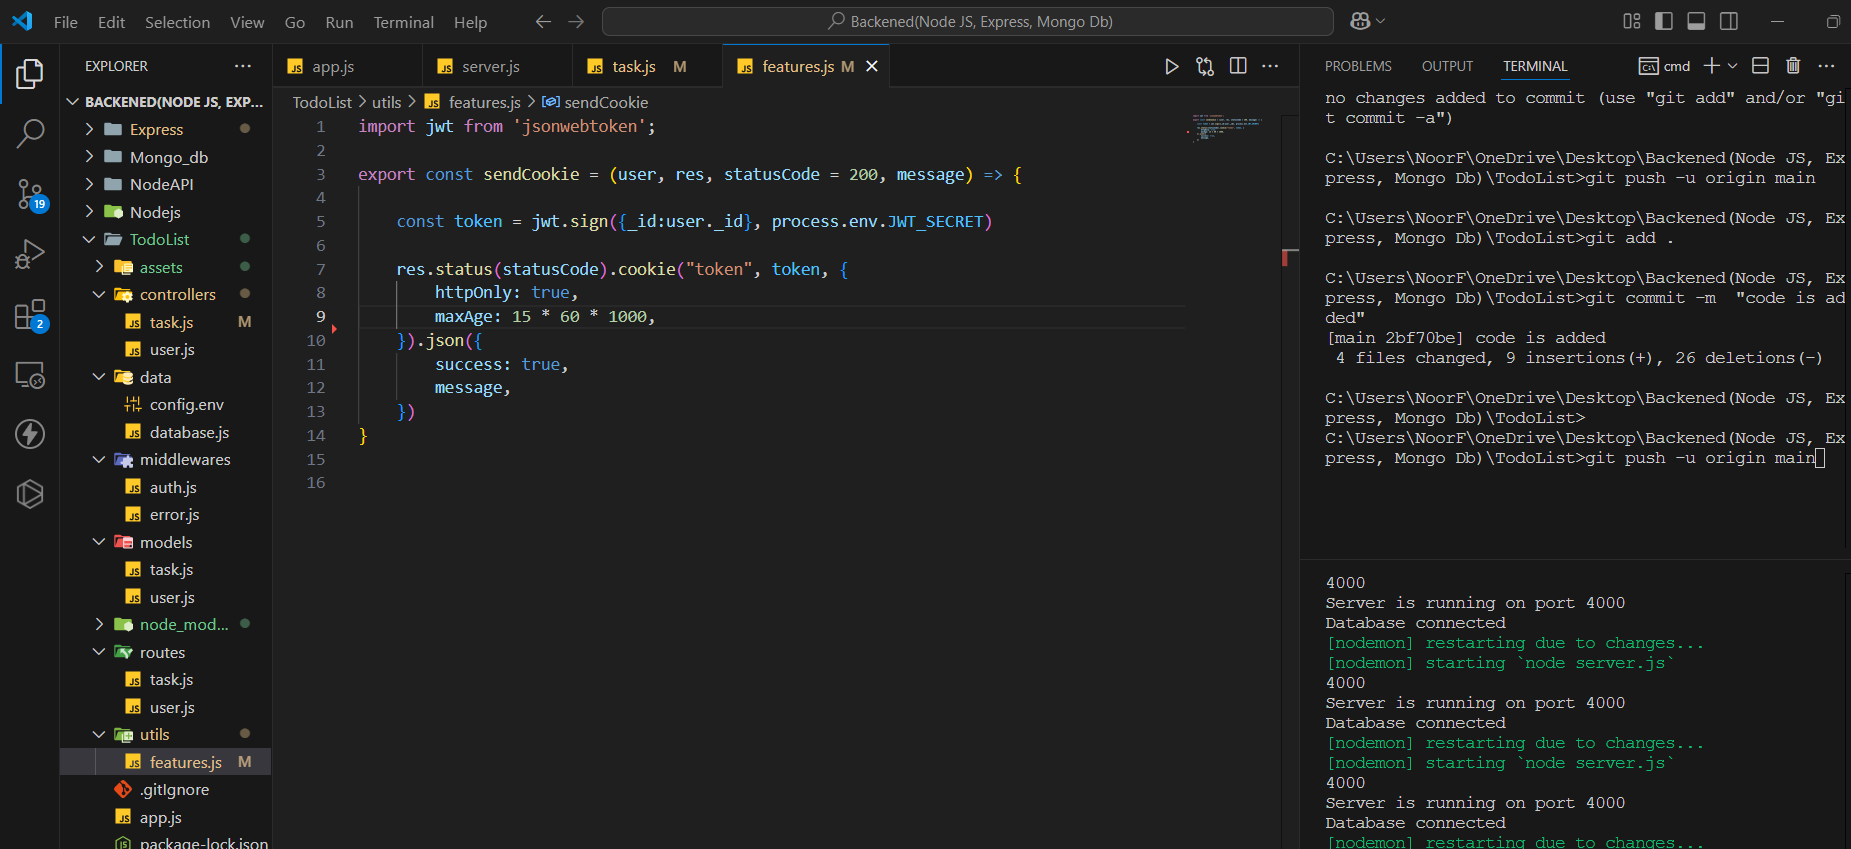 File Edit Selection View Go Run Terminal Help
Backened(Node JS, Express, Mongo Db)
EXPLORER
BACKENED(NODE JS, EXP...
Express
Mongo_db
NodeAPI
Nodejs
TodoList
assets
controllers
task.js M
user.js
data
config.env
database.js
middlewares
auth.js
error.js
models
task.js
user.js
node_mod...
routes
task.js
user.js
utils
features.js M
.gitIgnore
app.js
package-lock.json
19
2
app.js
server.js
task.js M
features.js M
TodoList > utils > features.js > sendCookie
1 import jwt from 'jsonwebtoken';
2
3 export const sendCookie = (user, res, statusCode = 200, message) => {
4
5 const token = jwt.sign({_id:user._id}, process.env.JWT_SECRET)
6
7 res.status(statusCode).cookie("token", token, {
8 httpOnly: true,
9 maxAge: 15 * 60 * 1000,
10 }).json({
11 success: true,
12 message,
13 })
14 }
15
16
PROBLEMS OUTPUT TERMINAL
cmd
no changes added to commit (use "git add" and/or "gi
t commit -a")
C:\Users\NoorF\OneDrive\Desktop\Backened(Node JS, Ex
press, Mongo Db)\TodoList>git push -u origin main
C:\Users\NoorF\OneDrive\Desktop\Backened(Node JS, Ex
press, Mongo Db)\TodoList>git add .
C:\Users\NoorF\OneDrive\Desktop\Backened(Node JS, Ex
press, Mongo Db)\TodoList>git commit -m  "code is ad
ded"
[main 2bf70be] code is added
4 files changed, 9 insertions(+), 26 deletions(-)
C:\Users\NoorF\OneDrive\Desktop\Backened(Node JS, Ex
press, Mongo Db)\TodoList>
C:\Users\NoorF\OneDrive\Desktop\Backened(Node JS, Ex
press, Mongo Db)\TodoList>git push -u origin main
4000
Server is running on port 4000
Database connected
[nodemon] restarting due to changes...
[nodemon] starting `node server.js`
4000
Server is running on port 4000
Database connected
[nodemon] restarting due to changes...
[nodemon] starting `node server.js`
4000
Server is running on port 4000
Database connected
[nodemon] restarting due to changes...